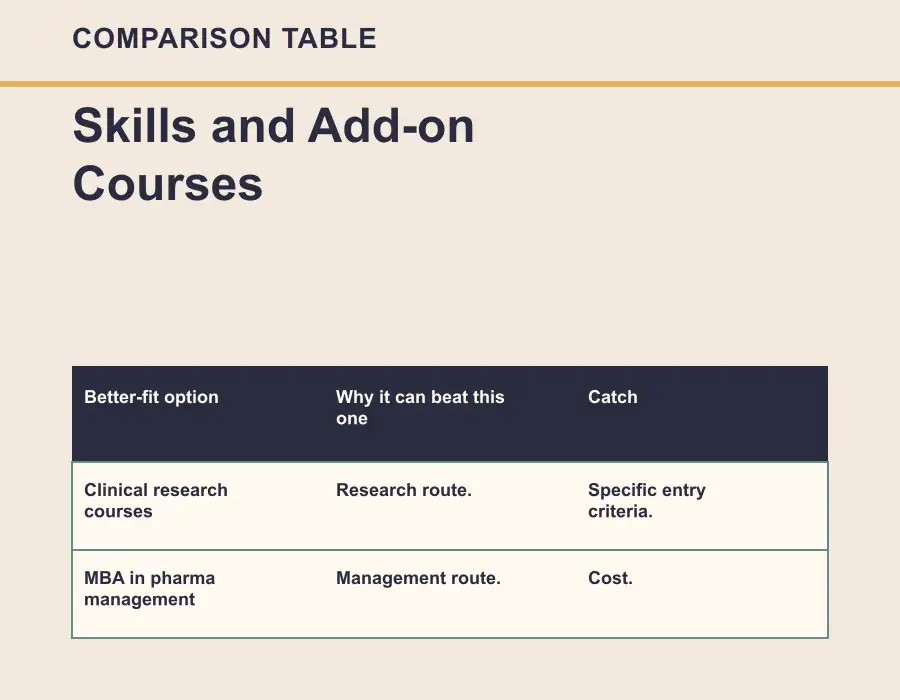 COMPARISON TABLE
Skills and Add-on
Courses
Better-fit option
Why it can beat this
one
Catch
Clinical research
courses
Research route.
Specific entry
criteria.
MBA in pharma
management
Management route.
Cost.